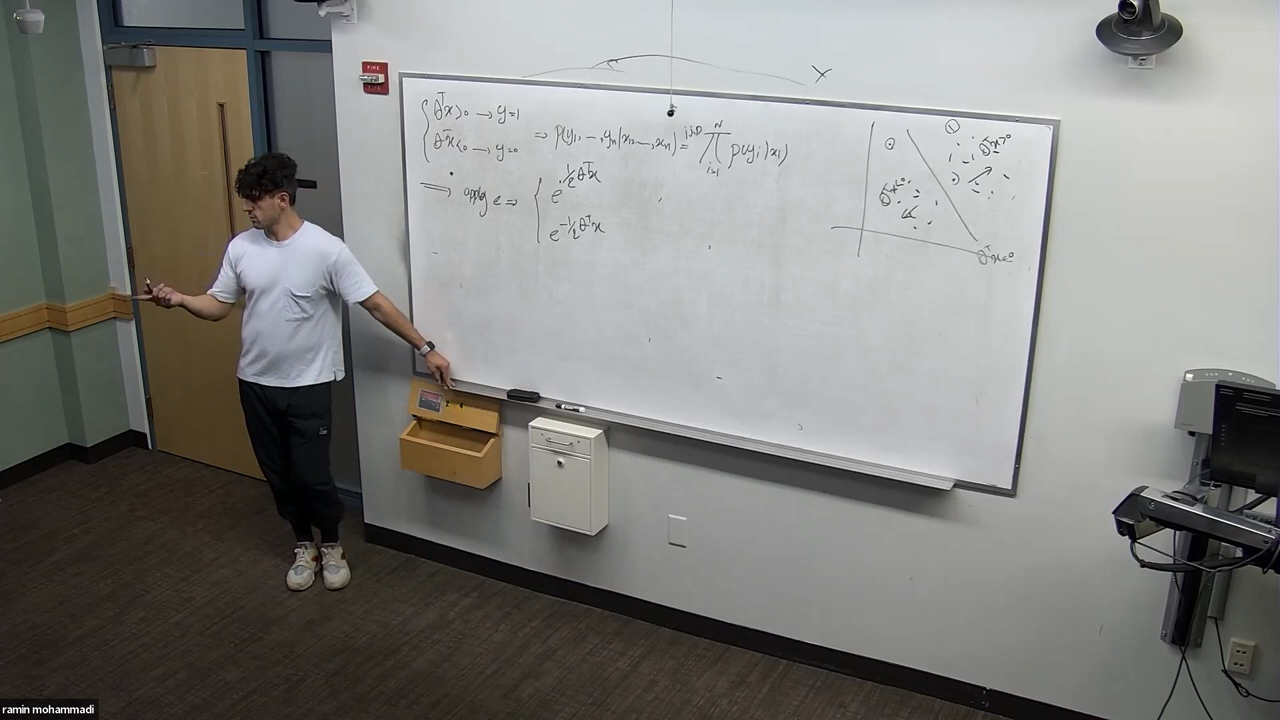 θᵀx>0 → y=1
θᵀx<0 → y=0 ⇒ P(y₁,—,yₙ|x₁,—,xₙ) i.i.D = ∏ᵢ₌₁ᴺ P(yᵢ|xᵢ)
⇒ apply e ⇒ { e^½θᵀx
e^-½θᵀx
θᵀx>0
θᵀx<0
θᵀx=0
FIRE
ramin mohammadi